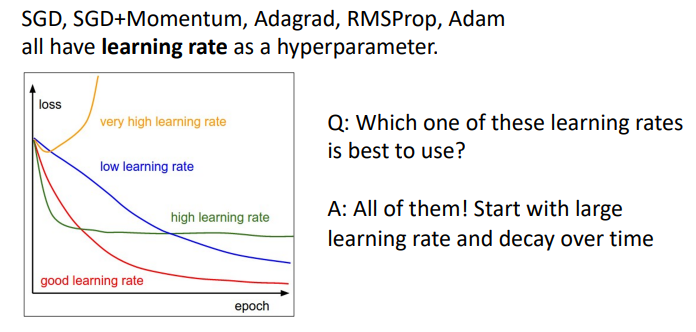 SGD, SGD+Momentum, Adagrad, RMSProp, Adam
all have learning rate as a hyperparameter.
loss
very high learning rate
low learning rate
high learning rate
good learning rate
epoch
Q: Which one of these learning rates
is best to use?
A: All of them! Start with large
learning rate and decay over time